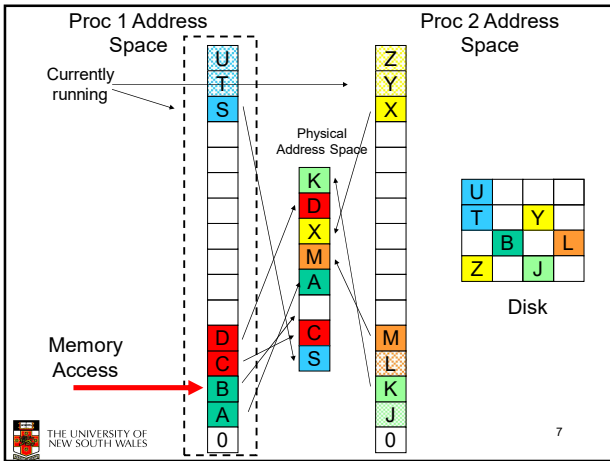 Proc 1 Address
Space
Proc 2 Address
Space
Currently
running
U
T
S
D
C
B
A
0
Physical
Address Space
K
D
X
M
A
C
S
Z
Y
X
M
L
K
J
0
U
T Y
B L
Z J
Disk
Memory
Access
THE UNIVERSITY OF
NEW SOUTH WALES
7